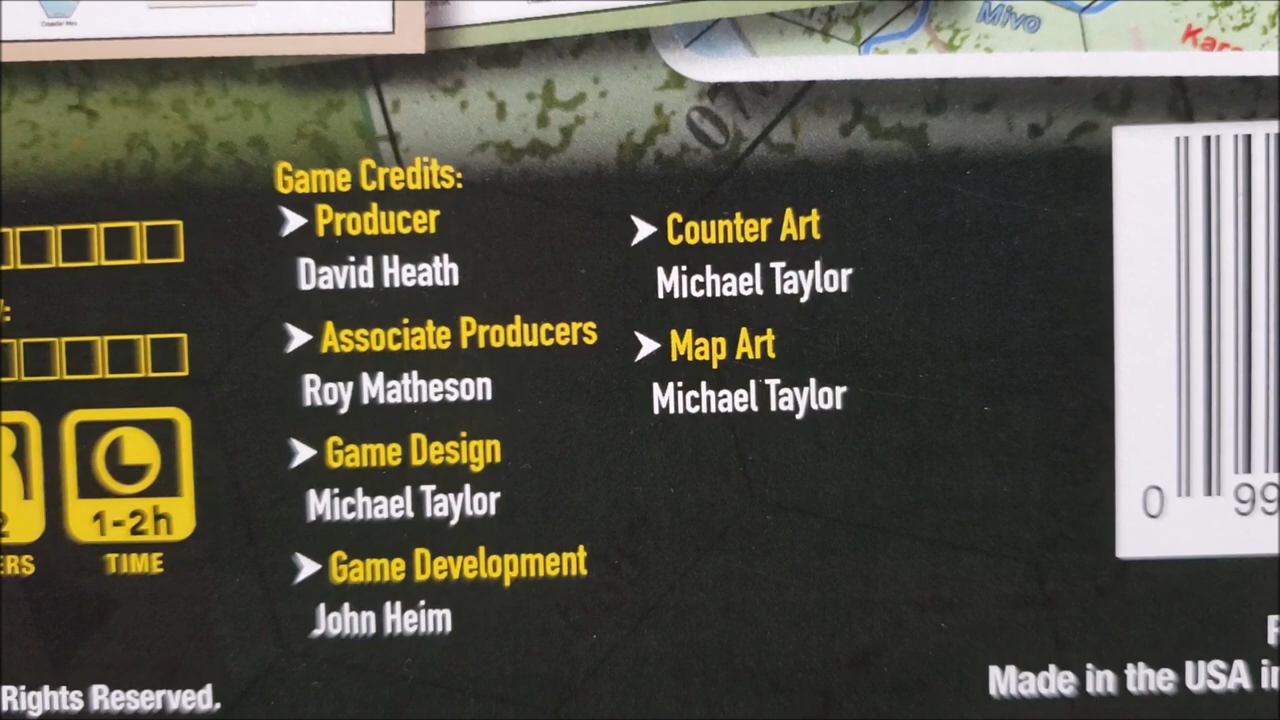 Mivo
Game Credits:
Producer
David Heath
Associate Producers
Roy Matheson
Game Design
Michael Taylor
Game Development
John Heim
Counter Art
Michael Taylor
Map Art
Michael Taylor
1-2h
TIME
0 99
Rights Reserved.
Made in the USA